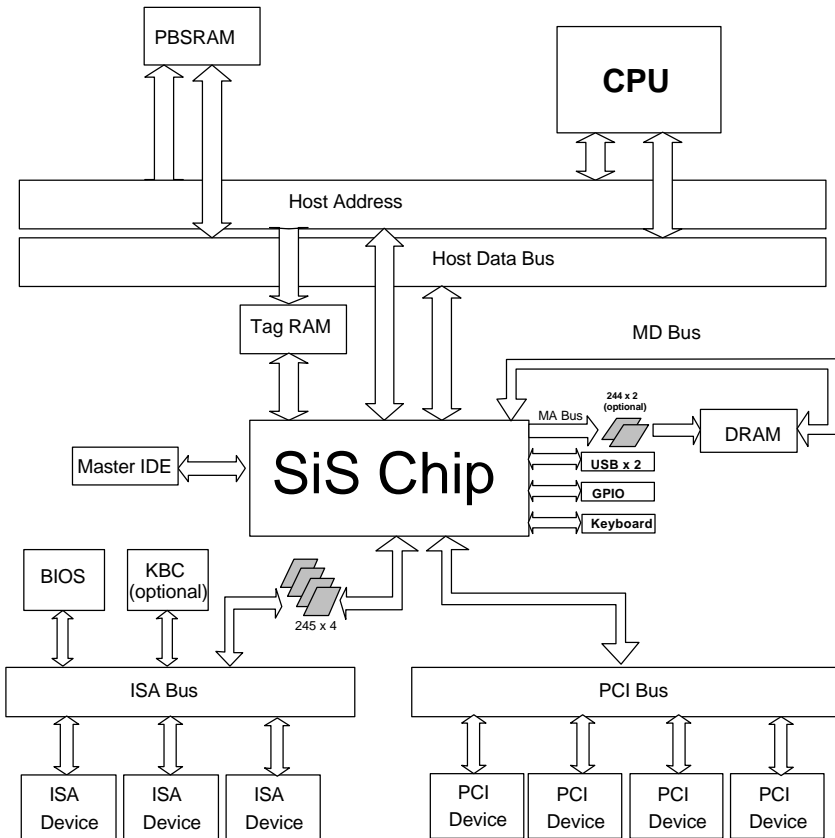 PBSRAM
CPU
Host Address
Host Data Bus
Tag RAM
MD Bus
MA Bus
244 x 2
(optional)
DRAM
Master IDE
SiS Chip
USB x 2
GPIO
Keyboard
BIOS
KBC
(optional)
245 x 4
ISA Bus
PCI Bus
ISA
Device
ISA
Device
ISA
Device
PCI
Device
PCI
Device
PCI
Device
PCI
Device